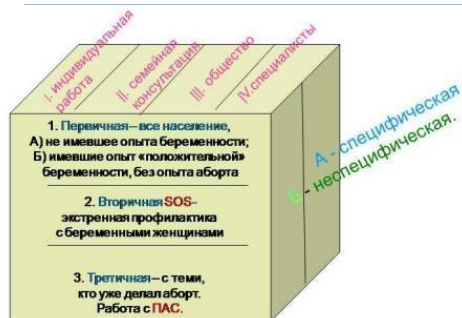 I. индивидуальная
работа
II. семейная
консультация
III. общество
IV.специалисты
1. Первичная–все население,
А) не имевшее опыта беременности;
Б) имевшие опыт «положительной»
беременности, без опыта аборта
2. Вторичная SOS–
экстренная профилактика
с беременными женщинами
3. Третичная–с теми,
кто уже делал аборт.
Работа с ПАС.
А - специфическая
Б - неспецифическая.